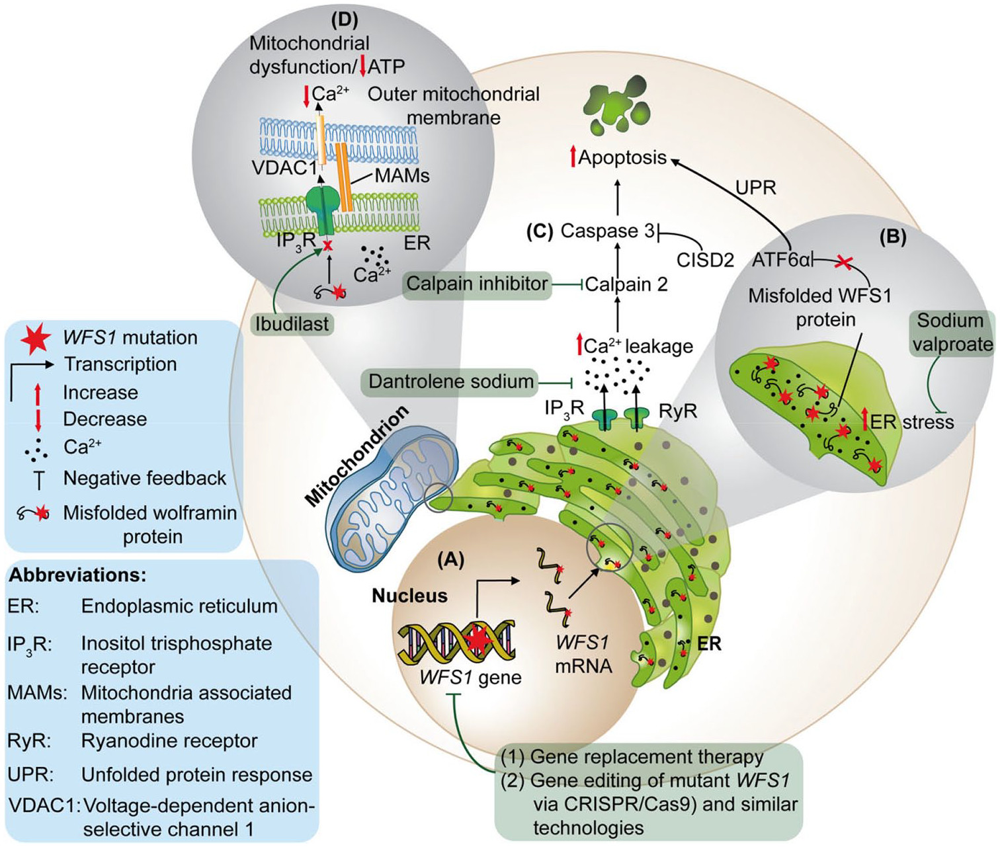 (D)
Mitochondrial
dysfunction/ ATP
Ca2+
Outer mitochondrial
membrane
VDAC1
MAMs
IP3R
ER
Ca2+
Ibudilast
Apoptosis
UPR
(C) Caspase 3
CISD2
Calpain inhibitor
Calpain 2
Ca2+ leakage
Dantrolene sodium
IP3R
RyR
(B)
ATF6α
Misfolded WFS1
protein
Sodium
valproate
ER stress
Mitochondrion
(A)
Nucleus
WFS1 gene
WFS1
mRNA
ER
(1) Gene replacement therapy
(2) Gene editing of mutant WFS1
via CRISPR/Cas9) and similar
technologies
WFS1 mutation
Transcription
Increase
Decrease
Ca2+
Negative feedback
Misfolded wolframin
protein
Abbreviations:
ER: Endoplasmic reticulum
IP3R: Inositol trisphosphate
receptor
MAMs: Mitochondria associated
membranes
RyR: Ryanodine receptor
UPR: Unfolded protein response
VDAC1: Voltage-dependent anion-
selective channel 1